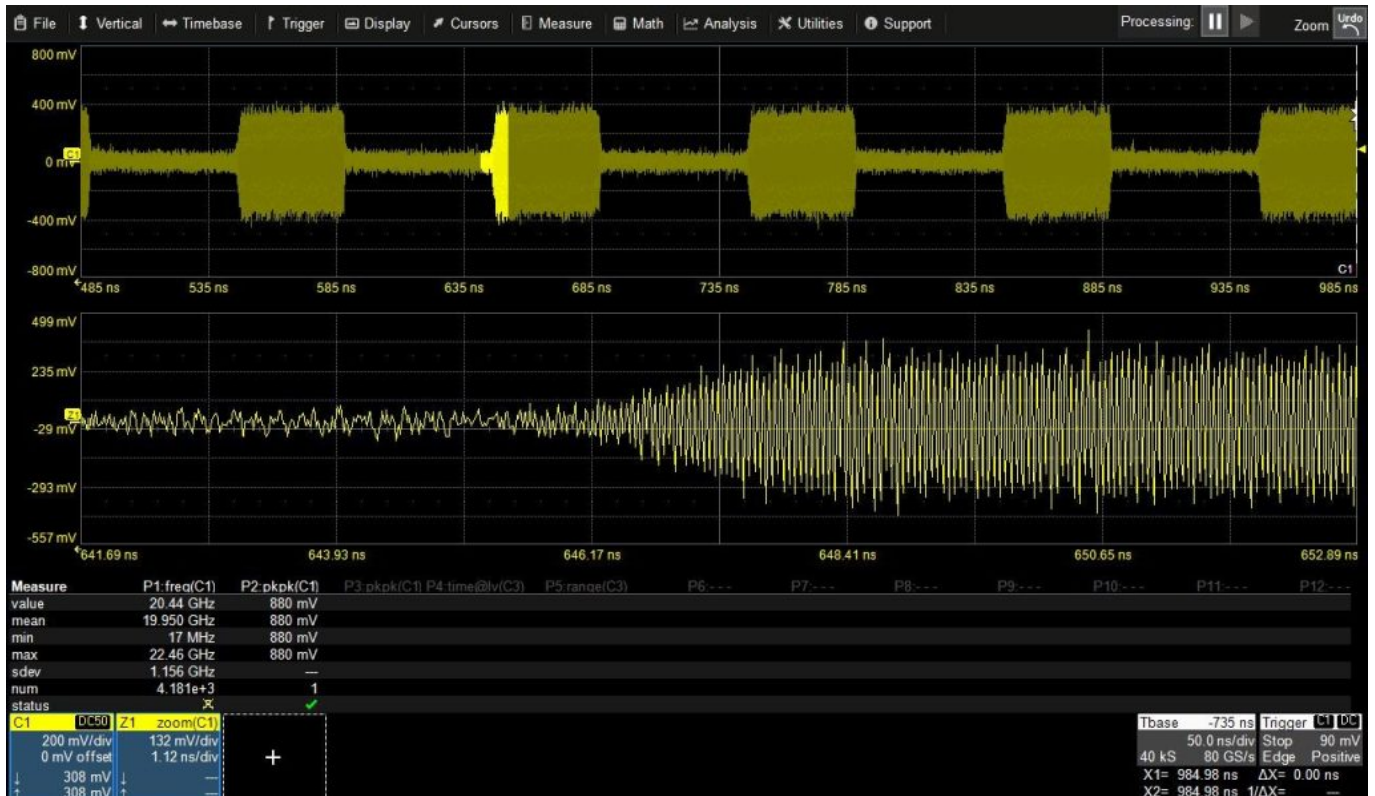 File Vertical Timebase Trigger Display Cursors Measure Math Analysis Utilities Support Processing: Zoom Undo
800 mV
400 mV
C1
0 mV
-400 mV
-800 mV
C1
485 ns 535 ns 585 ns 635 ns 685 ns 735 ns 785 ns 835 ns 885 ns 935 ns 985 ns
499 mV
235 mV
Z1
-29 mV
-293 mV
-557 mV
641.69 ns 643.93 ns 646.17 ns 648.41 ns 650.65 ns 652.89 ns
Measure P1:freq(C1) P2:pkpk(C1) P3:pkpk(C1) P4:time@lv(C3) P5:range(C3) P6:--- P7:--- P8:--- P9:--- P10:--- P11:--- P12:---
value 20.44 GHz 880 mV
mean 19.950 GHz 880 mV
min 17 MHz 880 mV
max 22.46 GHz 880 mV
sdev 1.156 GHz ---
num 4.181e+3 1
status
C1 DC50 Z1 zoom(C1) Tbase -735 ns Trigger C1 DC
200 mV/div 132 mV/div 50.0 ns/div Stop 90 mV
0 mV offset 1.12 ns/div + 40 kS 80 GS/s Edge Positive
308 mV --- X1= 984.98 ns ΔX= 0.00 ns
308 mV --- X2= 984.98 ns 1/ΔX= ---